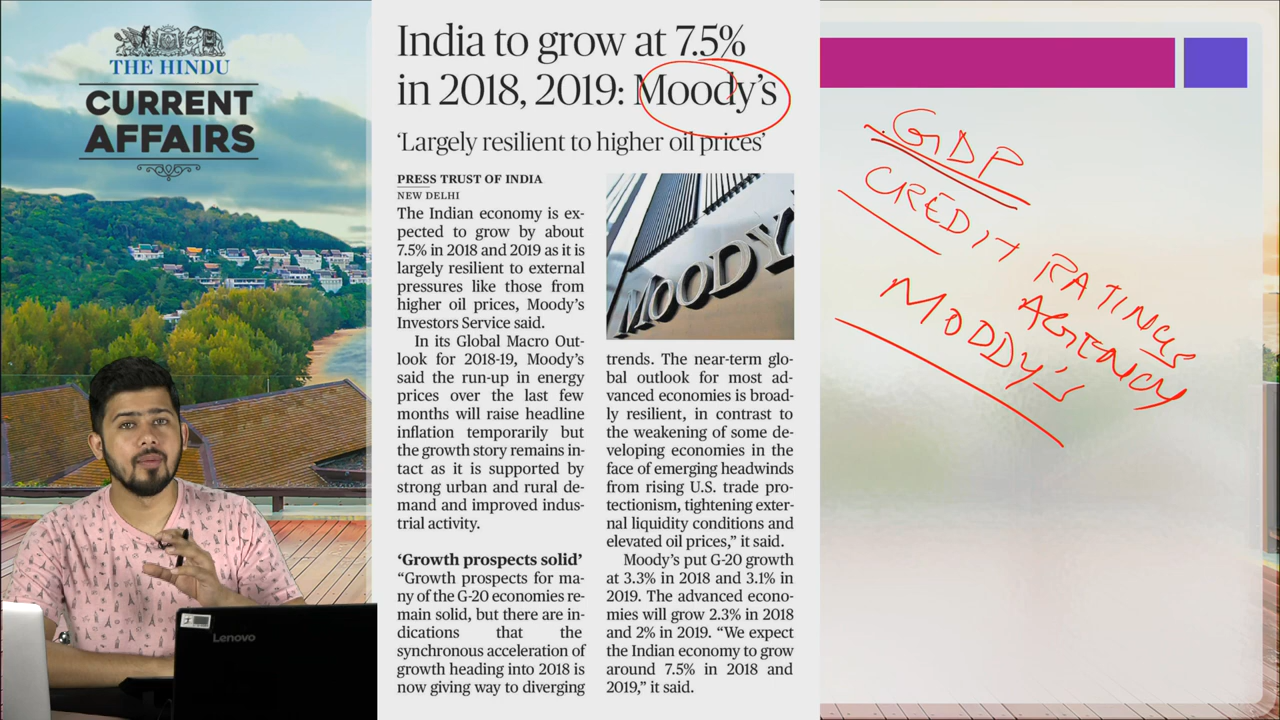 THE HINDU
CURRENT
AFFAIRS
India to grow at 7.5%
in 2018, 2019: Moody’s
‘Largely resilient to higher oil prices’
PRESS TRUST OF INDIA
NEW DELHI
The Indian economy is ex-
pected to grow by about
7.5% in 2018 and 2019 as it is
largely resilient to external
pressures like those from
higher oil prices, Moody’s
Investors Service said.
In its Global Macro Out-
look for 2018-19, Moody’s
said the run-up in energy
prices over the last few
months will raise headline
inflation temporarily but
the growth story remains in-
tact as it is supported by
strong urban and rural de-
mand and improved indus-
trial activity.
‘Growth prospects solid’
“Growth prospects for ma-
ny of the G-20 economies re-
main solid, but there are in-
dications that the
synchronous acceleration of
growth heading into 2018 is
now giving way to diverging
MOODY’
trends. The near-term glo-
bal outlook for most ad-
vanced economies is broad-
ly resilient, in contrast to
the weakening of some de-
veloping economies in the
face of emerging headwinds
from rising U.S. trade pro-
tectionism, tightening exter-
nal liquidity conditions and
elevated oil prices,” it said.
Moody’s put G-20 growth
at 3.3% in 2018 and 3.1% in
2019. The advanced econo-
mies will grow 2.3% in 2018
and 2% in 2019. “We expect
the Indian economy to grow
around 7.5% in 2018 and
2019,” it said.
GDP
CREDIT RATINGS
AGENCY
MODDY's
Lenovo